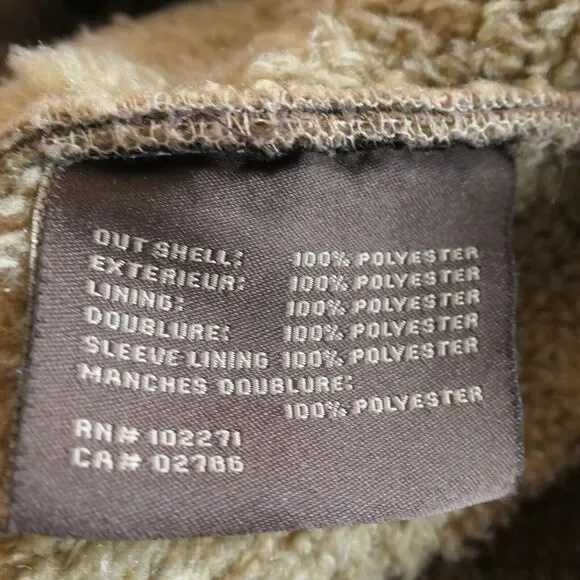 OUT SHELL: 100% POLYESTER
EXTERIEUR: 100% POLYESTER
LINING: 100% POLYESTER
DOUBLURE: 100% POLYESTER
SLEEVE LINING 100% POLYESTER
MANCHES DOUBLURE:
100% POLYESTER
RN# 102271
CA# 02766